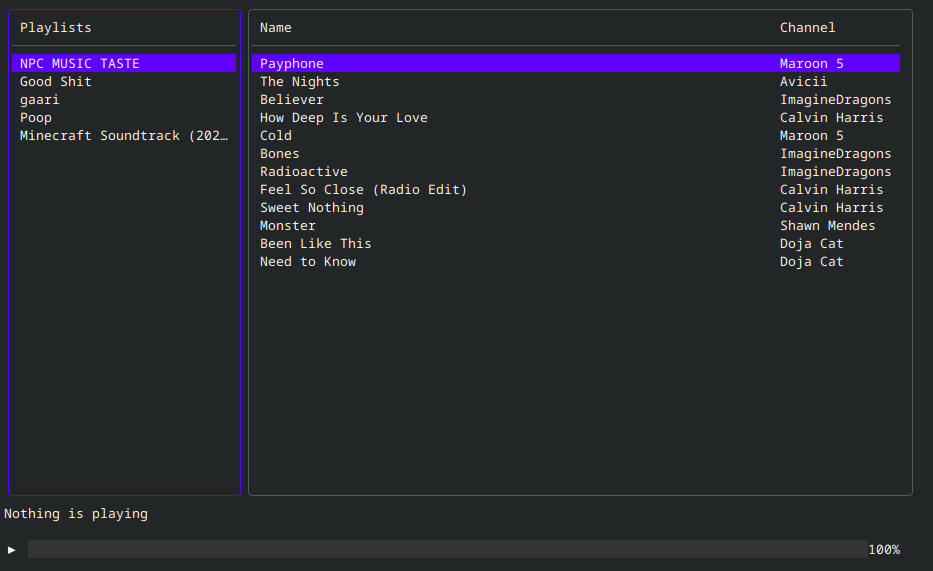 Playlists
NPC MUSIC TASTE
Good Shit
gaari
Poop
Minecraft Soundtrack (202…
Name Channel
Payphone Maroon 5
The Nights Avicii
Believer ImagineDragons
How Deep Is Your Love Calvin Harris
Cold Maroon 5
Bones ImagineDragons
Radioactive ImagineDragons
Feel So Close (Radio Edit) Calvin Harris
Sweet Nothing Calvin Harris
Monster Shawn Mendes
Been Like This Doja Cat
Need to Know Doja Cat
Nothing is playing
100%